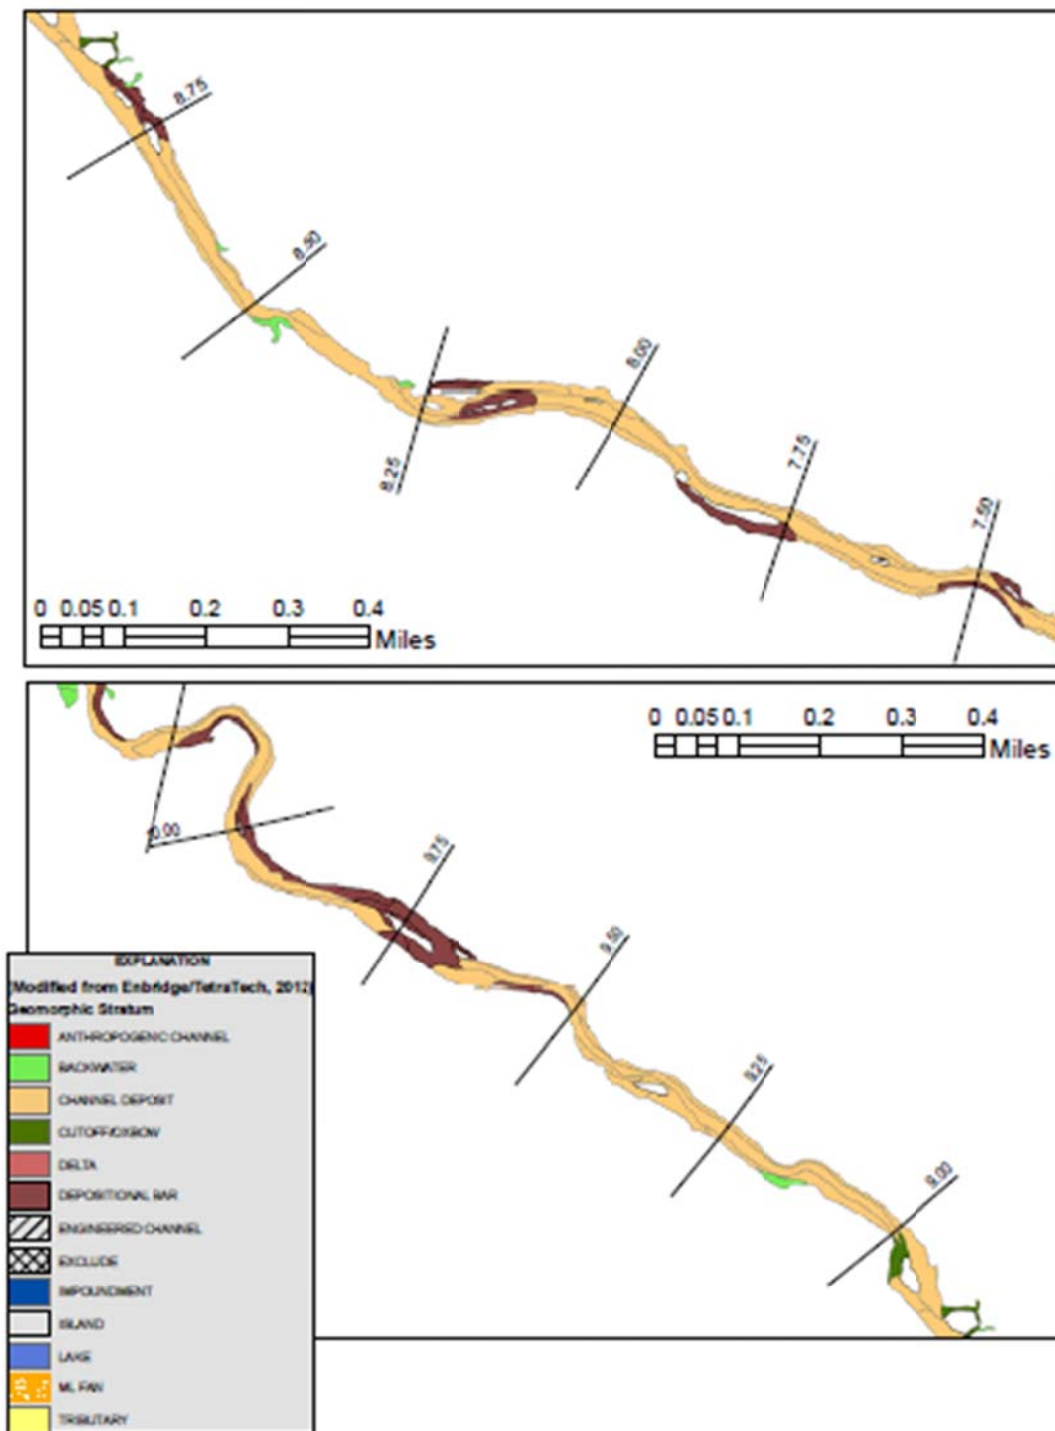 8.75
8.50
8.25
8.00
7.75
7.50
0 0.05 0.1 0.2 0.3 0.4
Miles
0 0.05 0.1 0.2 0.3 0.4
Miles
0.00
9.75
9.50
9.25
9.00
EXPLANATION
(Modified from Enbridge/TetraTech, 2012)
Geomorphic Stratum
ANTHROPOGENIC CHANNEL
BACKWATER
CHANNEL DEPOSIT
CUTOFF/OXBOW
DELTA
DEPOSITIONAL BAR
ENGINEERED CHANNEL
EXCLUDE
IMPOUNDMENT
ISLAND
LAKE
ML FAN
TRIBUTARY